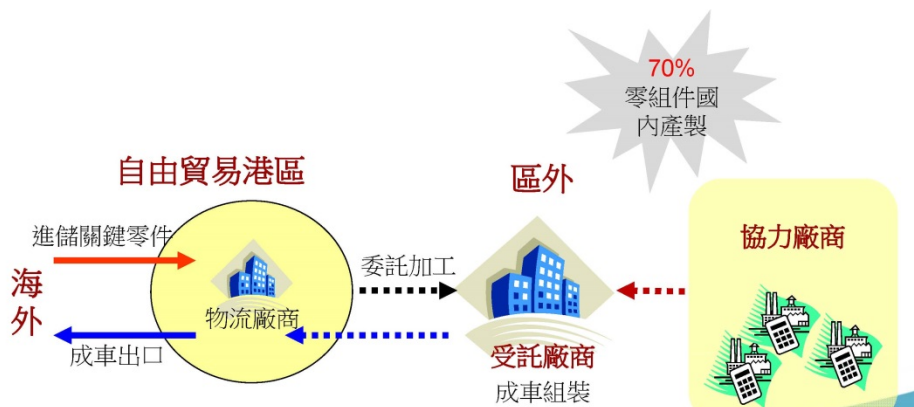 70%
零組件國
內產製
自由貿易港區
區外
進儲關鍵零件
協力廠商
海
外
委託加工
物流廠商
成車出口
受託廠商
成車組裝